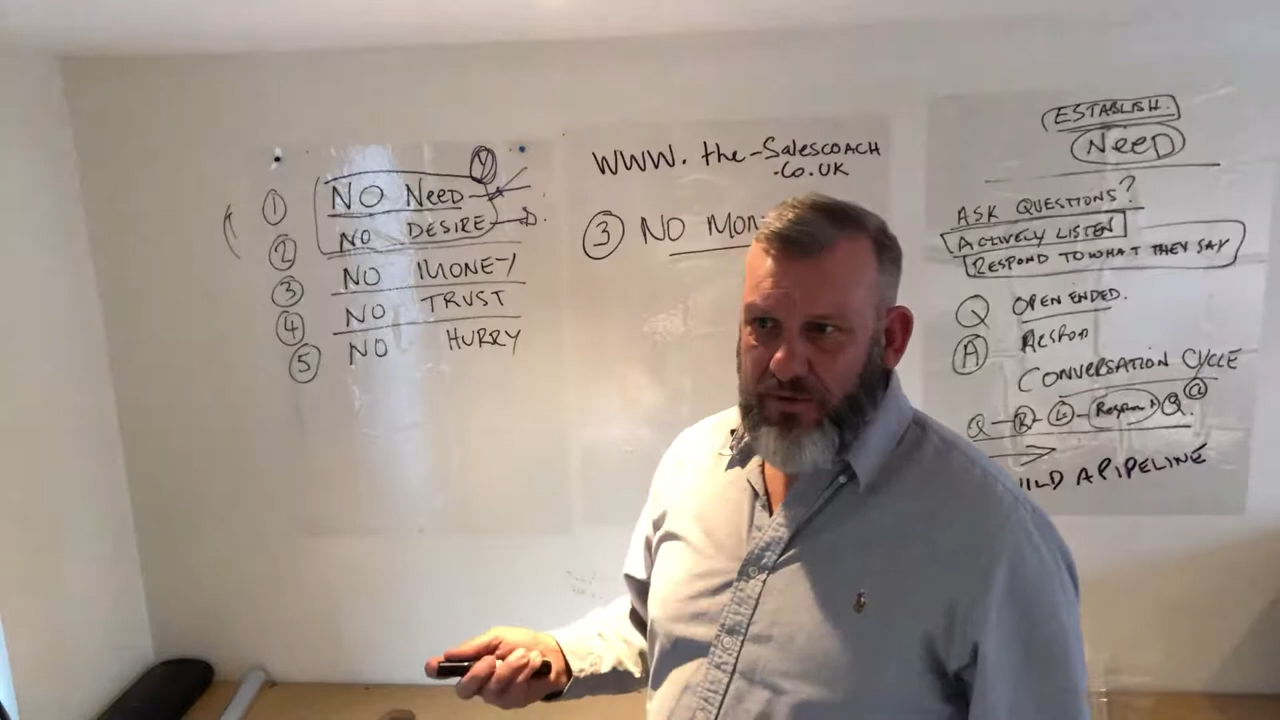 ① NO NEED
② NO DESIRE
③ NO MONEY
④ NO TRUST
⑤ NO HURRY
WWW.the-Salescoach
.co.uk
③ NO MON
ESTABLISH.
NEED
ASK QUESTIONS?
ACTIVELY LISTEN
RESPOND TO WHAT THEY SAY
Q OPEN ENDED.
A
CONVERSATION CYCLE
Q - R - L - Q Q
ILD A PIPELINE